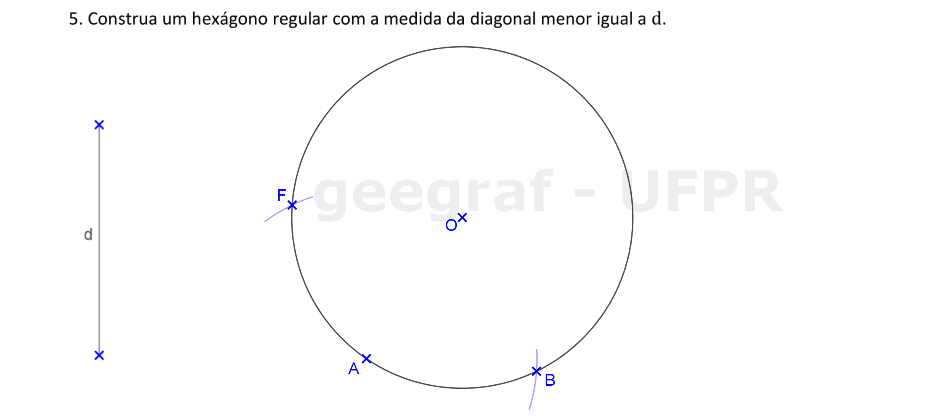 5. Construa um hexágono regular com a medida da diagonal menor igual a d.
geegraf - UFPR
F
O
d
A
B